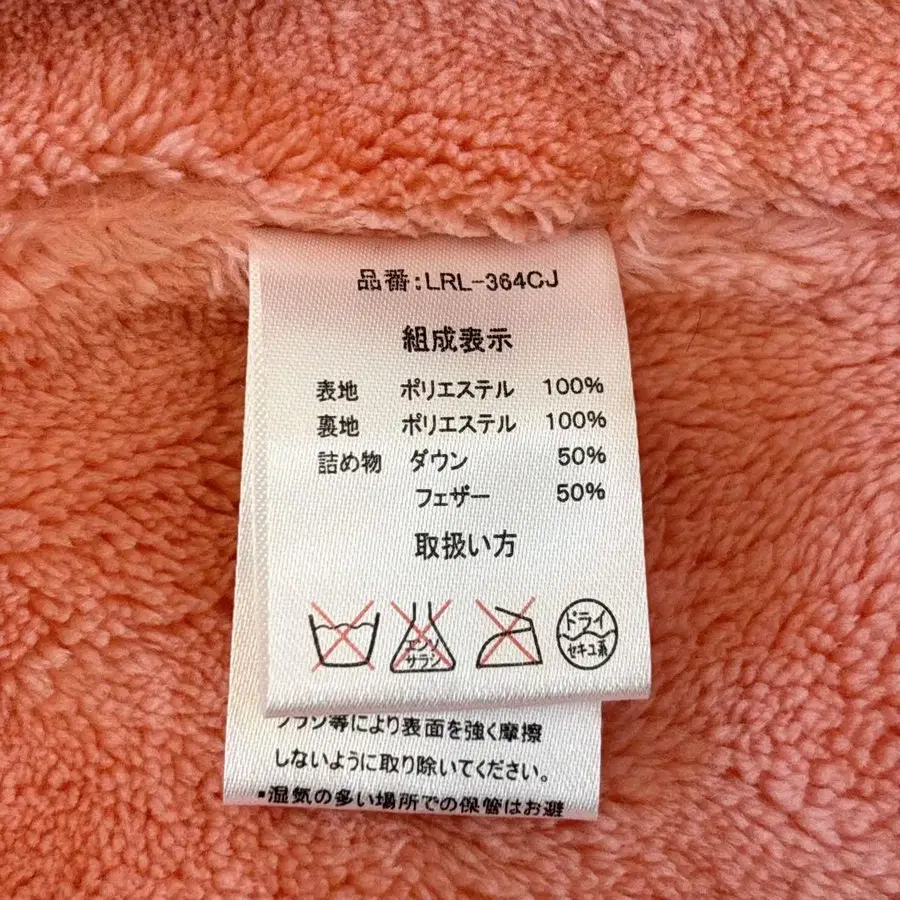 品番:LRL-364CJ
組成表示
表地 ポリエステル 100%
裏地 ポリエステル 100%
詰め物 ダウン 50%
フェザー 50%
取扱い方
エンソ
サラシ
ドライ
セキユ系
ブラシ等により表面を強く摩擦
しないように取り除いてください。
・湿気の多い場所での保管はお避